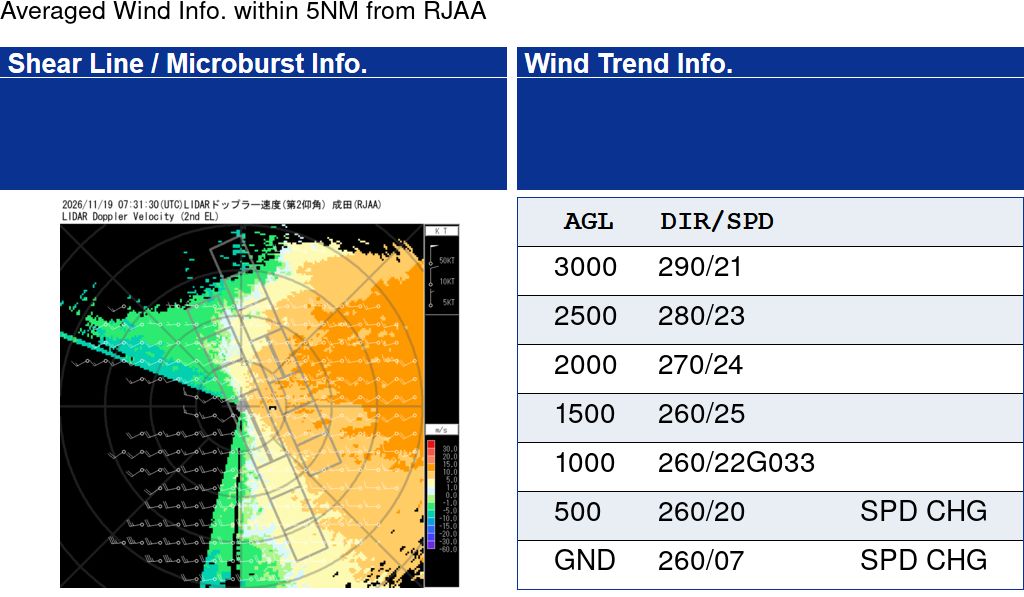 Averaged Wind Info. within 5NM from RJAA
Shear Line / Microburst Info.
Wind Trend Info.
2026/11/19 07:31:30(UTC)LIDARドップラー速度(第2仰角) 成田(RJAA)
LIDAR Doppler Velocity (2nd EL)
K T
50KT
10KT
5KT
m/s
30.0
20.0
15.0
10.0
5.0
1.0
0.0
-1.0
-5.0
-10.0
-15.0
-20.0
-30.0
-60.0
AGL DIR/SPD
3000 290/21
2500 280/23
2000 270/24
1500 260/25
1000 260/22G033
500 260/20 SPD CHG
GND 260/07 SPD CHG